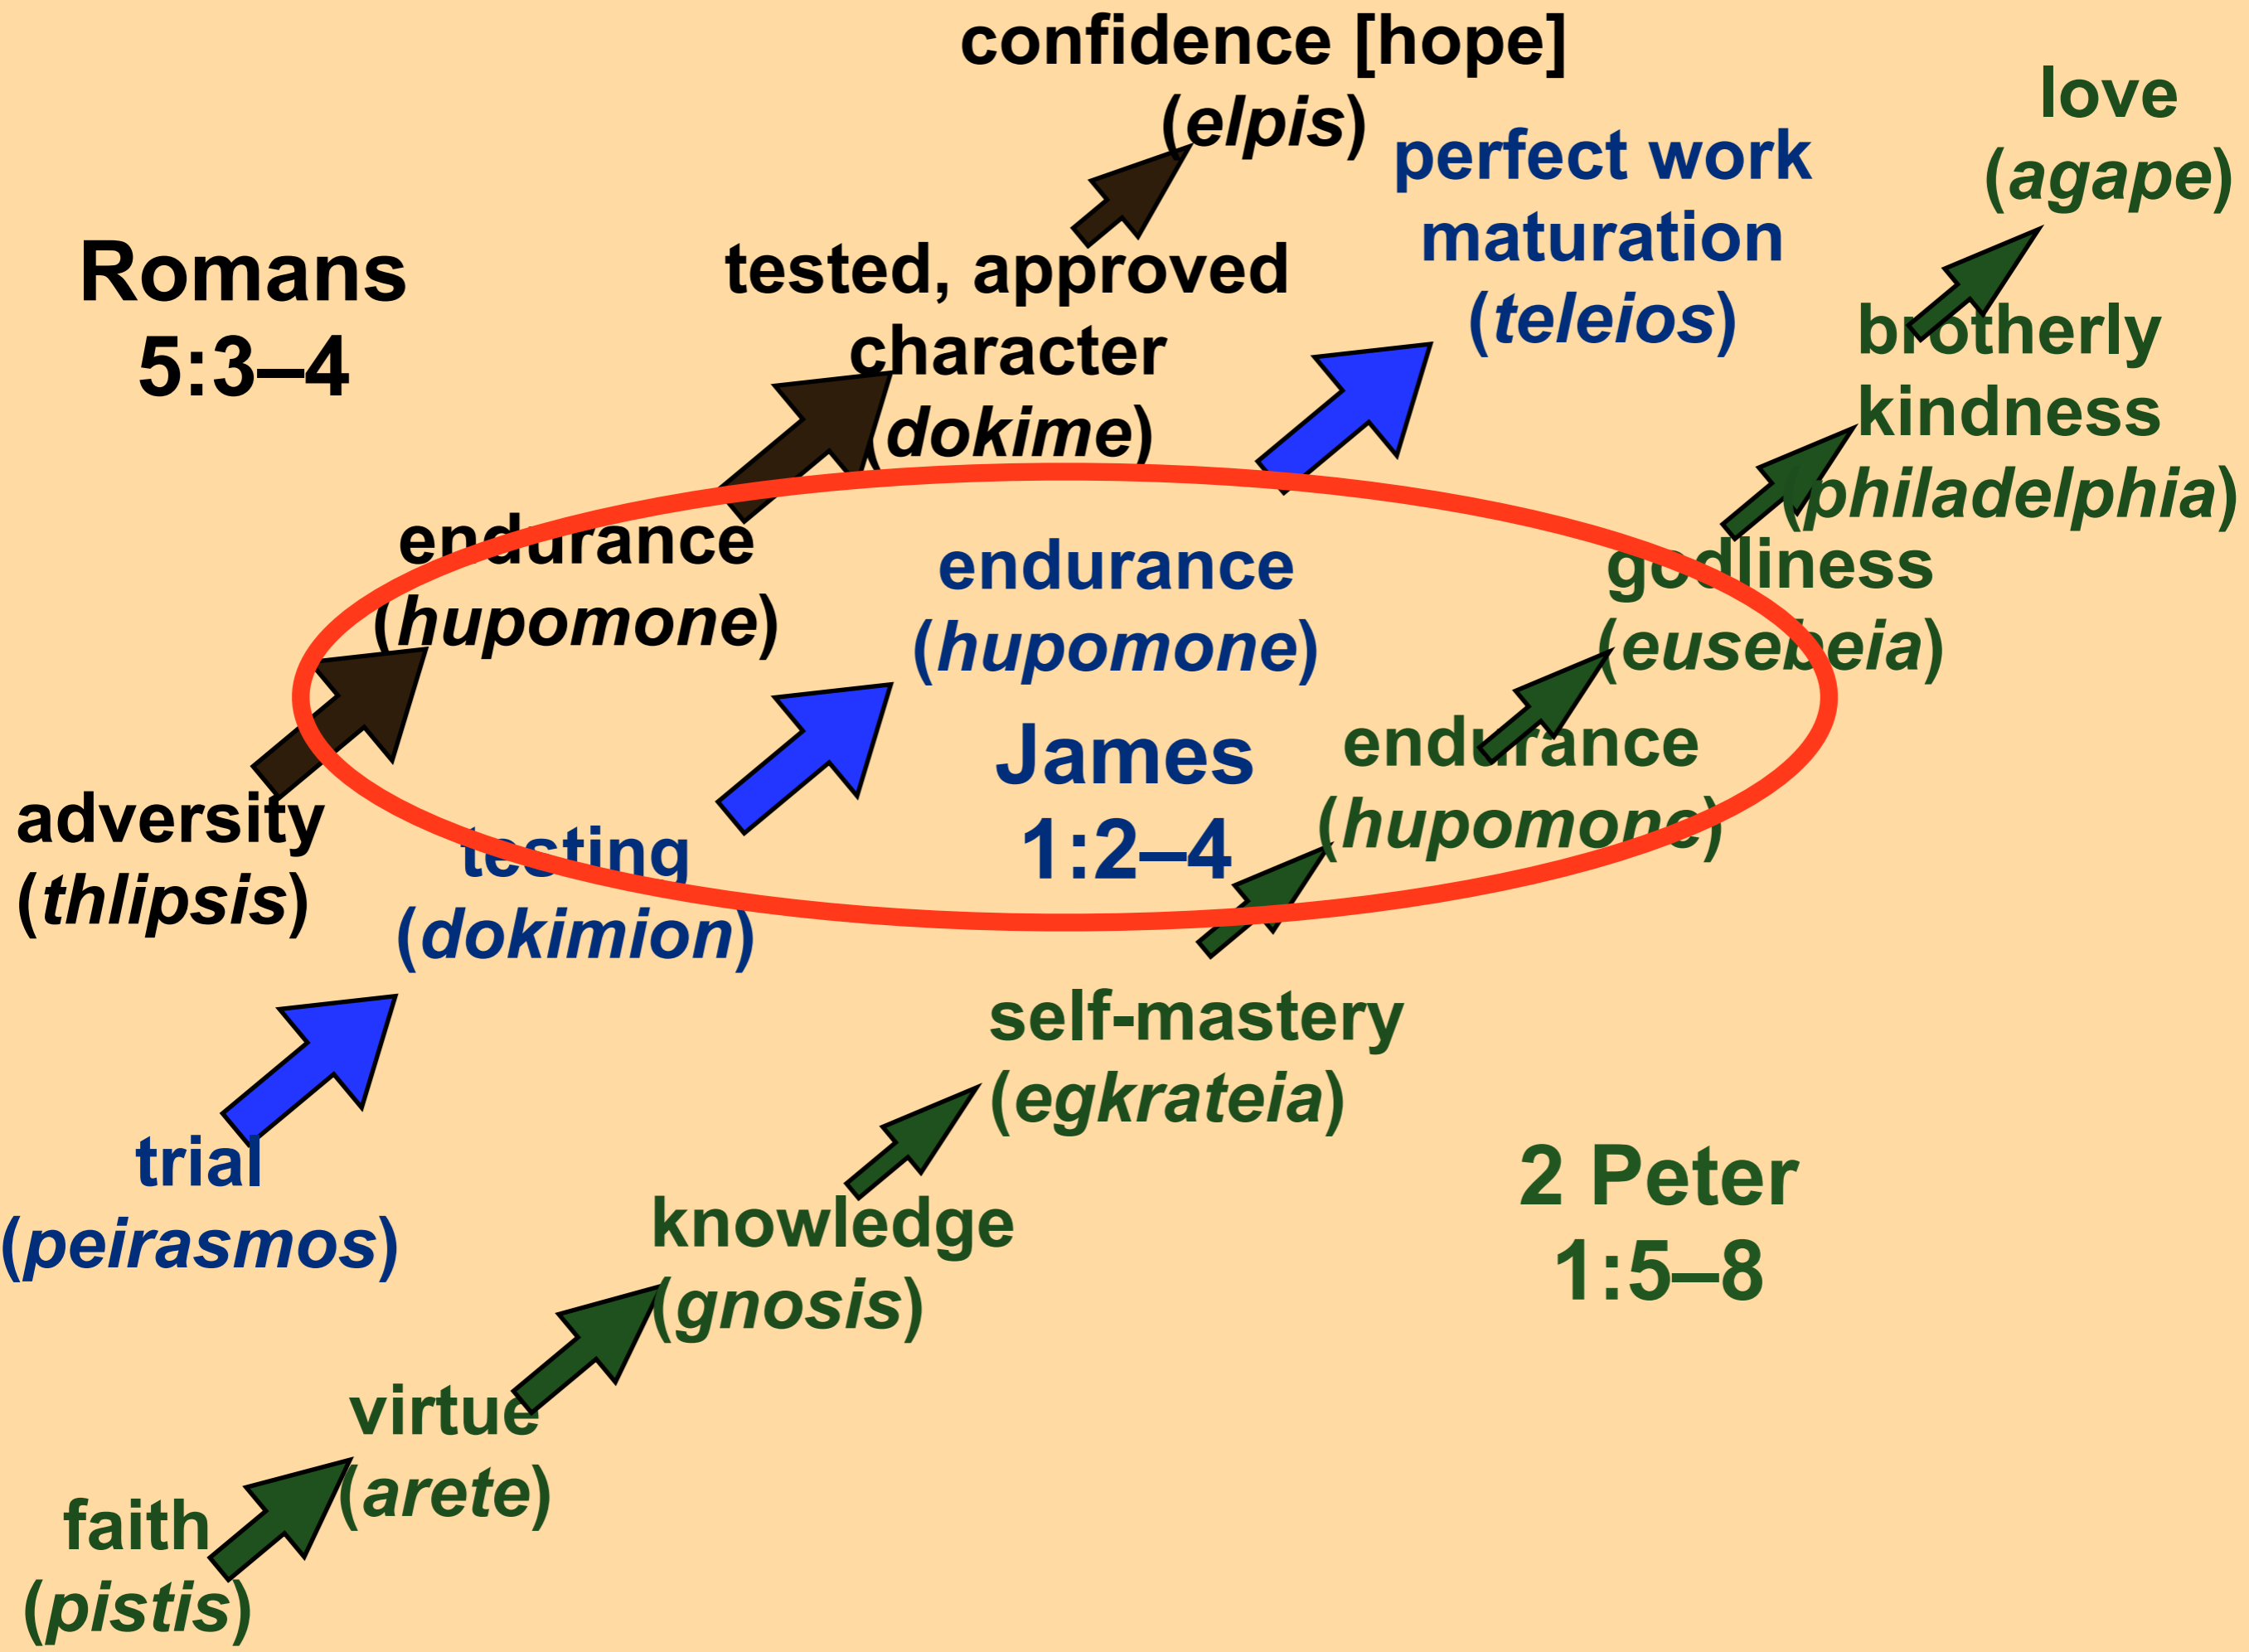 confidence [hope]
(elpis)
love
(agape)
perfect work
maturation
(teleios)
Romans
5:3–4
tested, approved
character
(dokime)
brotherly
kindness
(philadelphia)
endurance
(hupomone)
endurance
(hupomone)
godliness
(eusebeia)
James
1:2–4
endurance
(hupomone)
adversity
(thlipsis)
testing
(dokimion)
self-mastery
(egkrateia)
trial
(peirasmos)
2 Peter
1:5–8
knowledge
(gnosis)
virtue
(arete)
faith
(pistis)